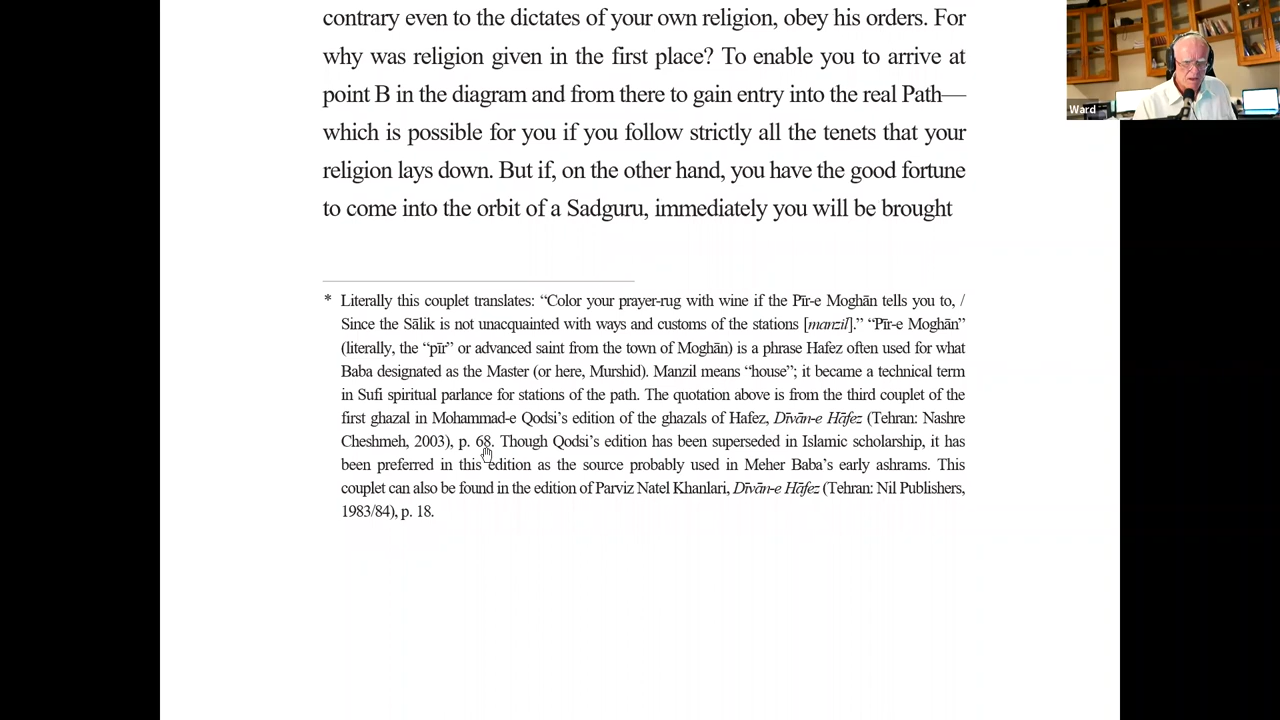 contrary even to the dictates of your own religion, obey his orders. For
why was religion given in the first place? To enable you to arrive at
point B in the diagram and from there to gain entry into the real Path—
which is possible for you if you follow strictly all the tenets that your
religion lays down. But if, on the other hand, you have the good fortune
to come into the orbit of a Sadguru, immediately you will be brought
* Literally this couplet translates: “Color your prayer-rug with wine if the Pīr-e Moghān tells you to, /
Since the Sālik is not unacquainted with ways and customs of the stations [manzil].” “Pīr-e Moghān”
(literally, the “pīr” or advanced saint from the town of Moghān) is a phrase Hafez often used for what
Baba designated as the Master (or here, Murshid). Manzil means “house”; it became a technical term
in Sufi spiritual parlance for stations of the path. The quotation above is from the third couplet of the
first ghazal in Mohammad-e Qodsi’s edition of the ghazals of Hafez, Dīvān-e Hāfez (Tehran: Nashre
Cheshmeh, 2003), p. 68. Though Qodsi’s edition has been superseded in Islamic scholarship, it has
been preferred in this edition as the source probably used in Meher Baba’s early ashrams. This
couplet can also be found in the edition of Parviz Natel Khanlari, Dīvān-e Hāfez (Tehran: Nil Publishers,
1983/84), p. 18.
Ward